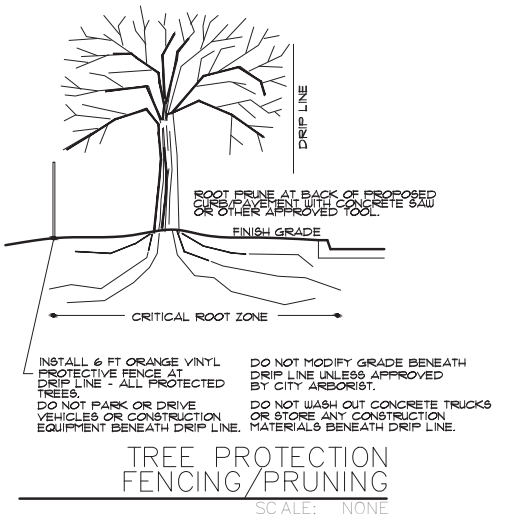 DRIP LINE
ROOT PRUNE AT BACK OF PROPOSED
CURB/PAVEMENT WITH CONCRETE SAW
OR OTHER APPROVED TOOL.
FINISH GRADE
CRITICAL ROOT ZONE
INSTALL 6 FT ORANGE VINYL
PROTECTIVE FENCE AT
DRIP LINE - ALL PROTECTED
TREES.
DO NOT PARK OR DRIVE
VEHICLES OR CONSTRUCTION
EQUIPMENT BENEATH DRIP LINE.
DO NOT MODIFY GRADE BENEATH
DRIP LINE UNLESS APPROVED
BY CITY ARBORIST.
DO NOT WASH OUT CONCRETE TRUCKS
OR STORE ANY CONSTRUCTION
MATERIALS BENEATH DRIP LINE.
TREE PROTECTION
FENCING/PRUNING
SCALE: NONE